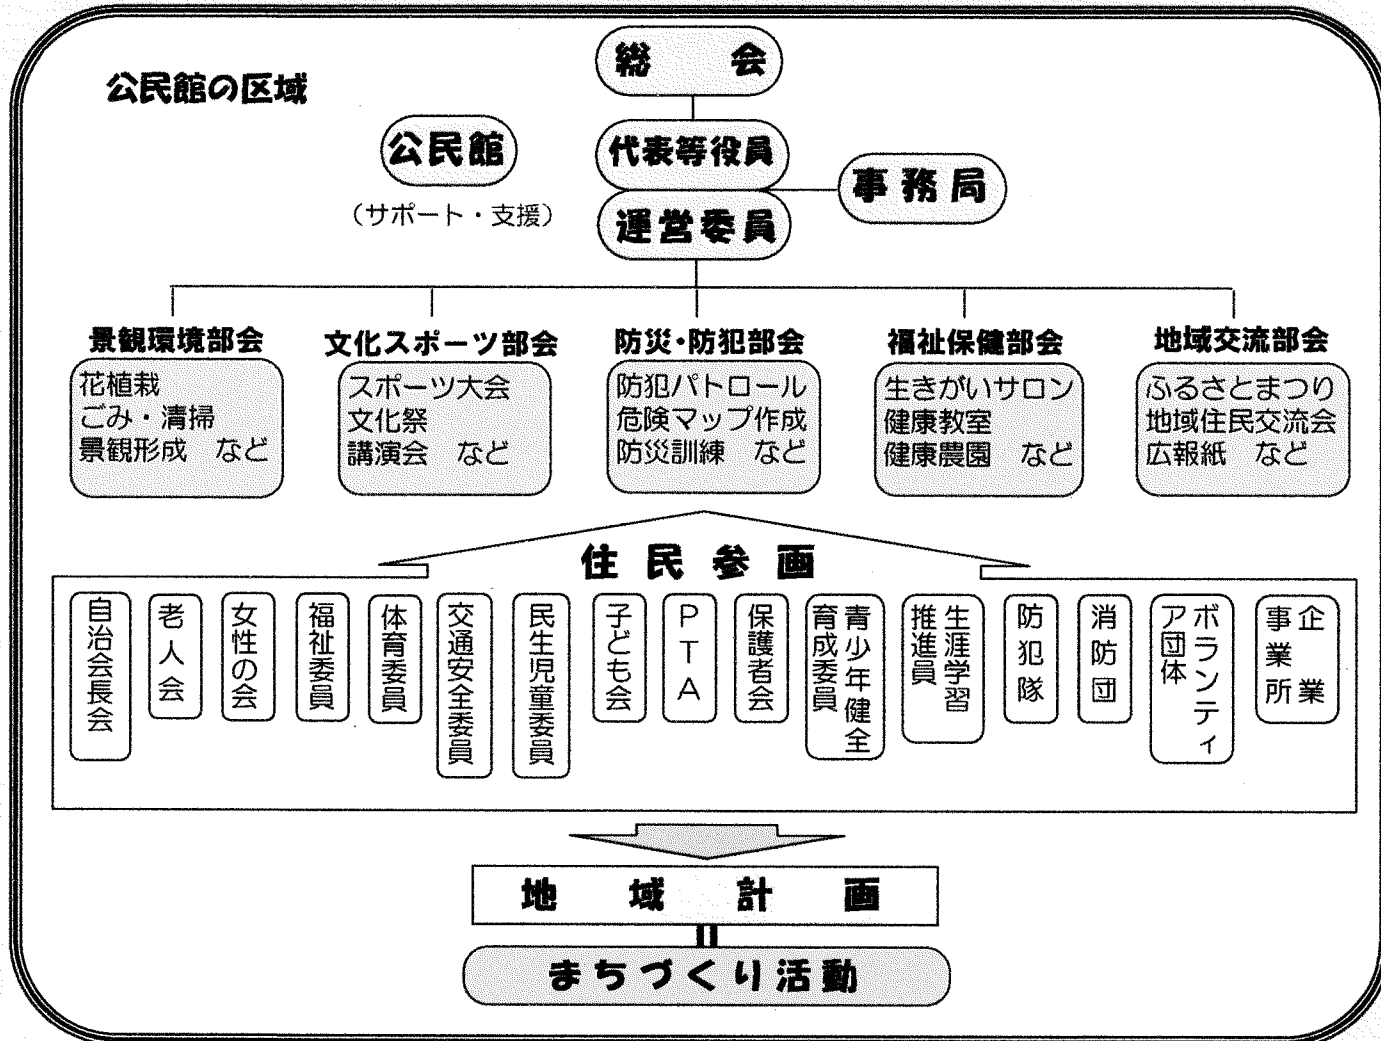 公民館の区域
総会
公民館
(サポート・支援)
代表等役員
運営委員
事務局
景観環境部会
花植栽
ごみ・清掃
景観形成　など
文化スポーツ部会
スポーツ大会
文化祭
講演会　など
防災・防犯部会
防犯パトロール
危険マップ作成
防災訓練　など
福祉保健部会
生きがいサロン
健康教室
健康農園　など
地域交流部会
ふるさとまつり
地域住民交流会
広報紙　など
住民参画
自治会長会
老人会
女性の会
福祉委員
体育委員
交通安全委員
民生児童委員
子ども会
PTA
保護者会
青少年健全
育成委員
生涯学習
推進員
防犯隊
消防団
ボランティ
ア団体
企業
事業所
地域計画
まちづくり活動